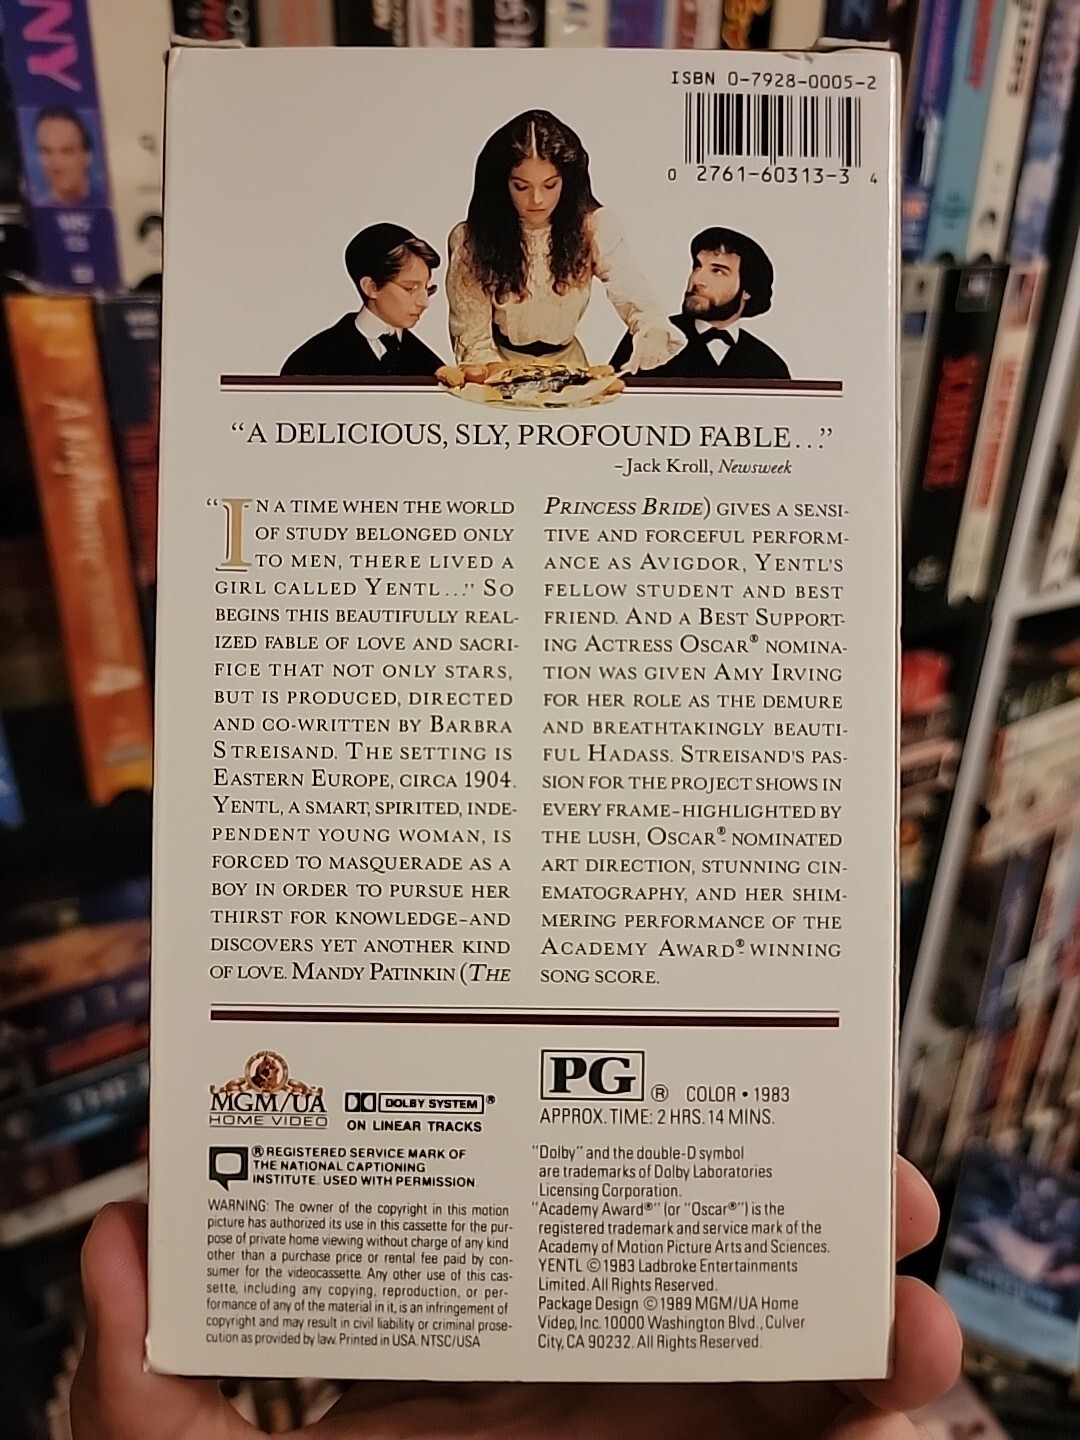 NY
ISBN 0-7928-0005-2
0 2761-60313-3 4
"A DELICIOUS, SLY, PROFOUND FABLE..."
–Jack Kroll, Newsweek
"IN A TIME WHEN THE WORLD
OF STUDY BELONGED ONLY
TO MEN, THERE LIVED A
GIRL CALLED YENTL..." SO
BEGINS THIS BEAUTIFULLY REAL-
IZED FABLE OF LOVE AND SACRI-
FICE THAT NOT ONLY STARS,
BUT IS PRODUCED, DIRECTED
AND CO-WRITTEN BY BARBRA
STREISAND. THE SETTING IS
EASTERN EUROPE, CIRCA 1904.
YENTL, A SMART, SPIRITED, INDE-
PENDENT YOUNG WOMAN, IS
FORCED TO MASQUERADE AS A
BOY IN ORDER TO PURSUE HER
THIRST FOR KNOWLEDGE–AND
DISCOVERS YET ANOTHER KIND
OF LOVE. MANDY PATINKIN (THE
PRINCESS BRIDE) GIVES A SENSI-
TIVE AND FORCEFUL PERFORM-
ANCE AS AVIGDOR, YENTL'S
FELLOW STUDENT AND BEST
FRIEND. AND A BEST SUPPORT-
ING ACTRESS OSCAR® NOMINA-
TION WAS GIVEN AMY IRVING
FOR HER ROLE AS THE DEMURE
AND BREATHTAKINGLY BEAUTI-
FUL HADASS. STREISAND'S PAS-
SION FOR THE PROJECT SHOWS IN
EVERY FRAME–HIGHLIGHTED BY
THE LUSH, OSCAR®-NOMINATED
ART DIRECTION, STUNNING CIN-
EMATOGRAPHY, AND HER SHIM-
MERING PERFORMANCE OF THE
ACADEMY AWARD®-WINNING
SONG SCORE.
MGM/UA
HOME VIDEO
DOLBY SYSTEM®
ON LINEAR TRACKS
® REGISTERED SERVICE MARK OF
THE NATIONAL CAPTIONING
INSTITUTE. USED WITH PERMISSION.
WARNING: The owner of the copyright in this motion
picture has authorized its use in this cassette for the pur-
pose of private home viewing without charge of any kind
other than a purchase price or rental fee paid by con-
sumer for the videocassette. Any other use of this cas-
sette, including any copying, reproduction, or per-
formance of any of the material in it, is an infringement of
copyright and may result in civil liability or criminal prose-
cution as provided by law. Printed in USA. NTSC/USA
PG ® COLOR • 1983
APPROX. TIME: 2 HRS. 14 MINS.
"Dolby" and the double-D symbol
are trademarks of Dolby Laboratories
Licensing Corporation.
"Academy Award®" (or "Oscar®") is the
registered trademark and service mark of the
Academy of Motion Picture Arts and Sciences.
YENTL ©1983 Ladbroke Entertainments
Limited. All Rights Reserved.
Package Design ©1989 MGM/UA Home
Video, Inc. 10000 Washington Blvd., Culver
City, CA 90232. All Rights Reserved.
A Nightmare
4